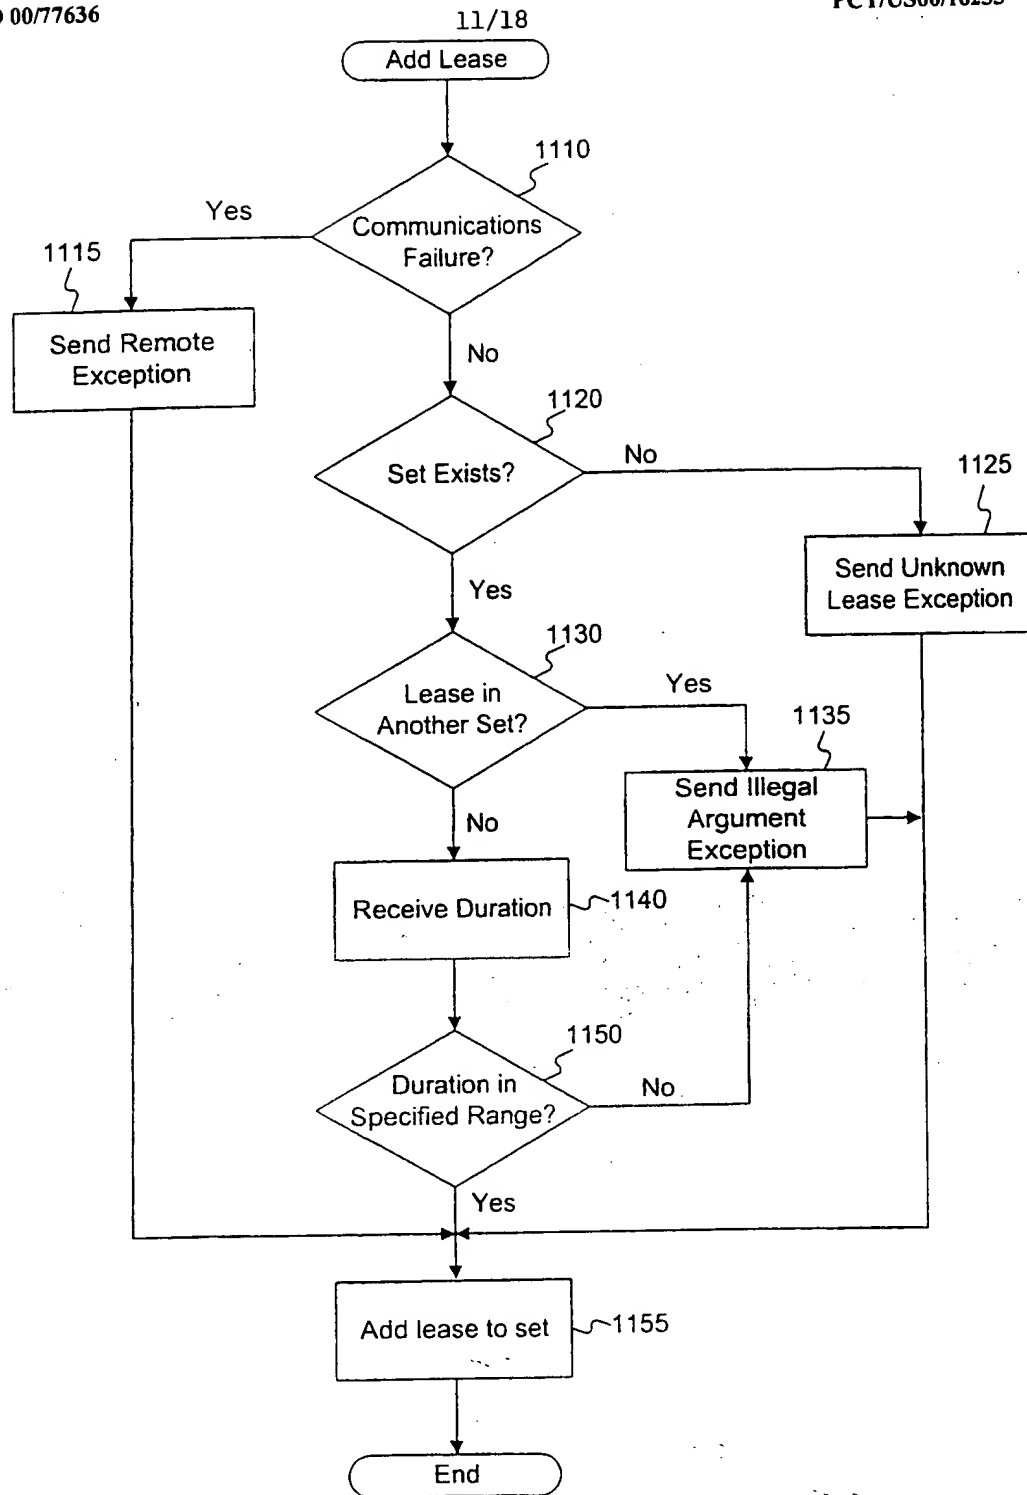 00/77636
11/18
Add Lease
1110
Communications
Failure?
Yes
No
1115
Send Remote
Exception
1120
Set Exists?
No
Yes
1125
Send Unknown
Lease Exception
1130
Lease in
Another Set?
Yes
No
1135
Send Illegal
Argument
Exception
Receive Duration
1140
1150
Duration in
Specified Range?
No
Yes
Add lease to set
1155
End